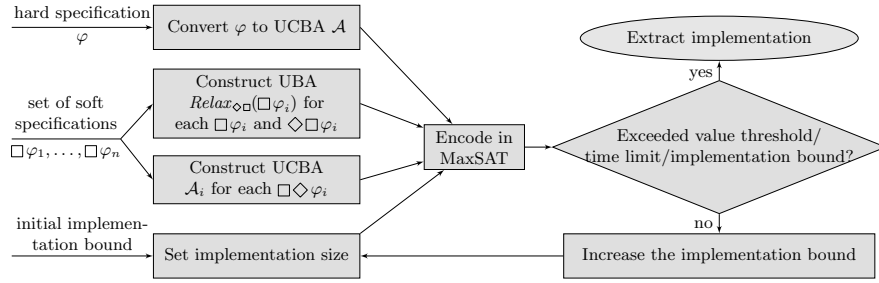 hard specification
φ
Convert φ to UCBA 𝒜
set of soft
specifications
□φ₁, . . . , □φₙ
Construct UBA
Relax◇□(□φᵢ) for
each □φᵢ and ◇□φᵢ
Construct UCBA
𝒜ᵢ for each □◇φᵢ
initial implemen-
tation bound
Set implementation size
Encode in
MaxSAT
Extract implementation
yes
Exceeded value threshold/
time limit/implementation bound?
no
Increase the implementation bound